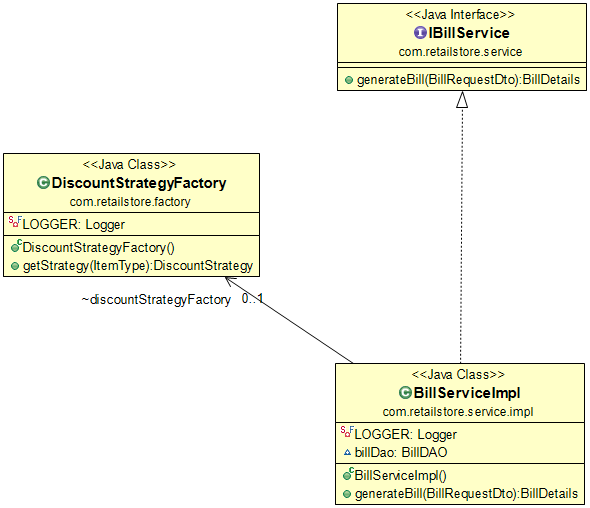 <<Java Interface>>
IBillService
com.retailstore.service
generateBill(BillRequestDto):BillDetails
<<Java Class>>
DiscountStrategyFactory
com.retailstore.factory
LOGGER: Logger
DiscountStrategyFactory()
getStrategy(ItemType):DiscountStrategy
~discountStrategyFactory 0..1
<<Java Class>>
BillServiceImpl
com.retailstore.service.impl
LOGGER: Logger
billDao: BillDAO
BillServiceImpl()
generateBill(BillRequestDto):BillDetails